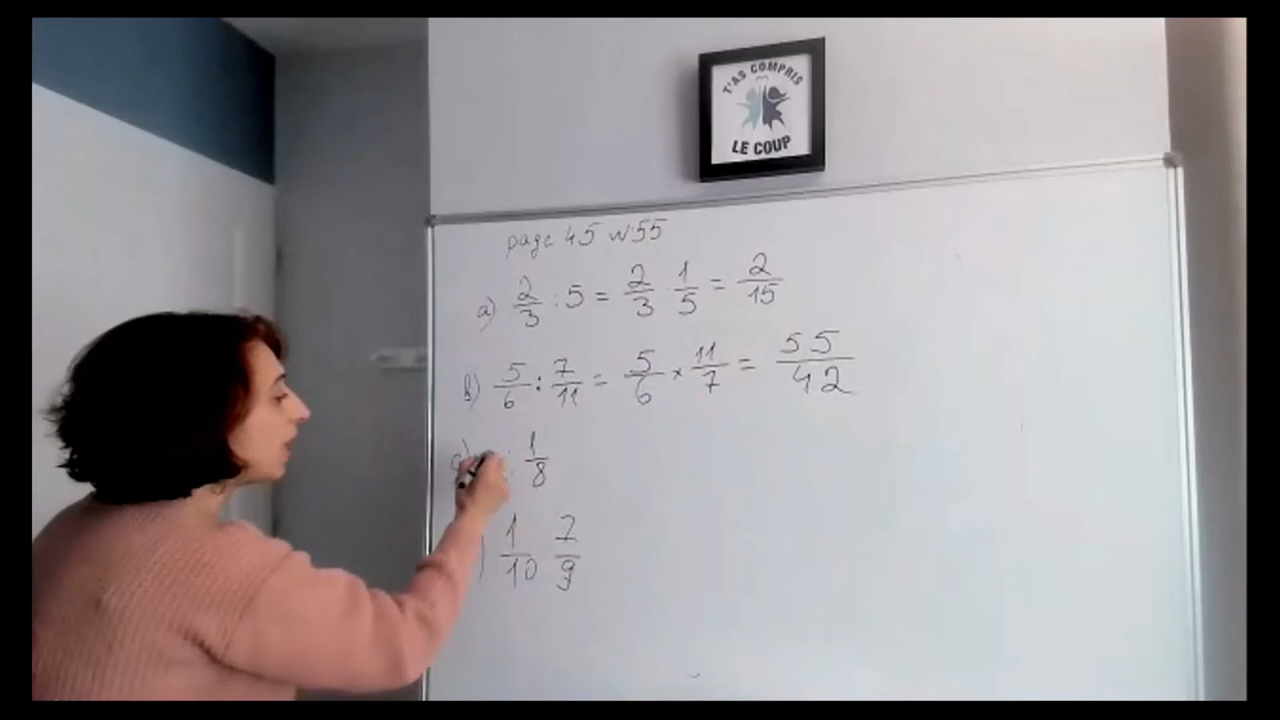 T'AS COMPRIS
LE COUP
page 45 n°55
a) 2/3 : 5 = 2/3 · 1/5 = 2/15
b) 5/6 : 7/11 = 5/6 × 11/7 = 55/42
: 1/8
) 1/10 7/9